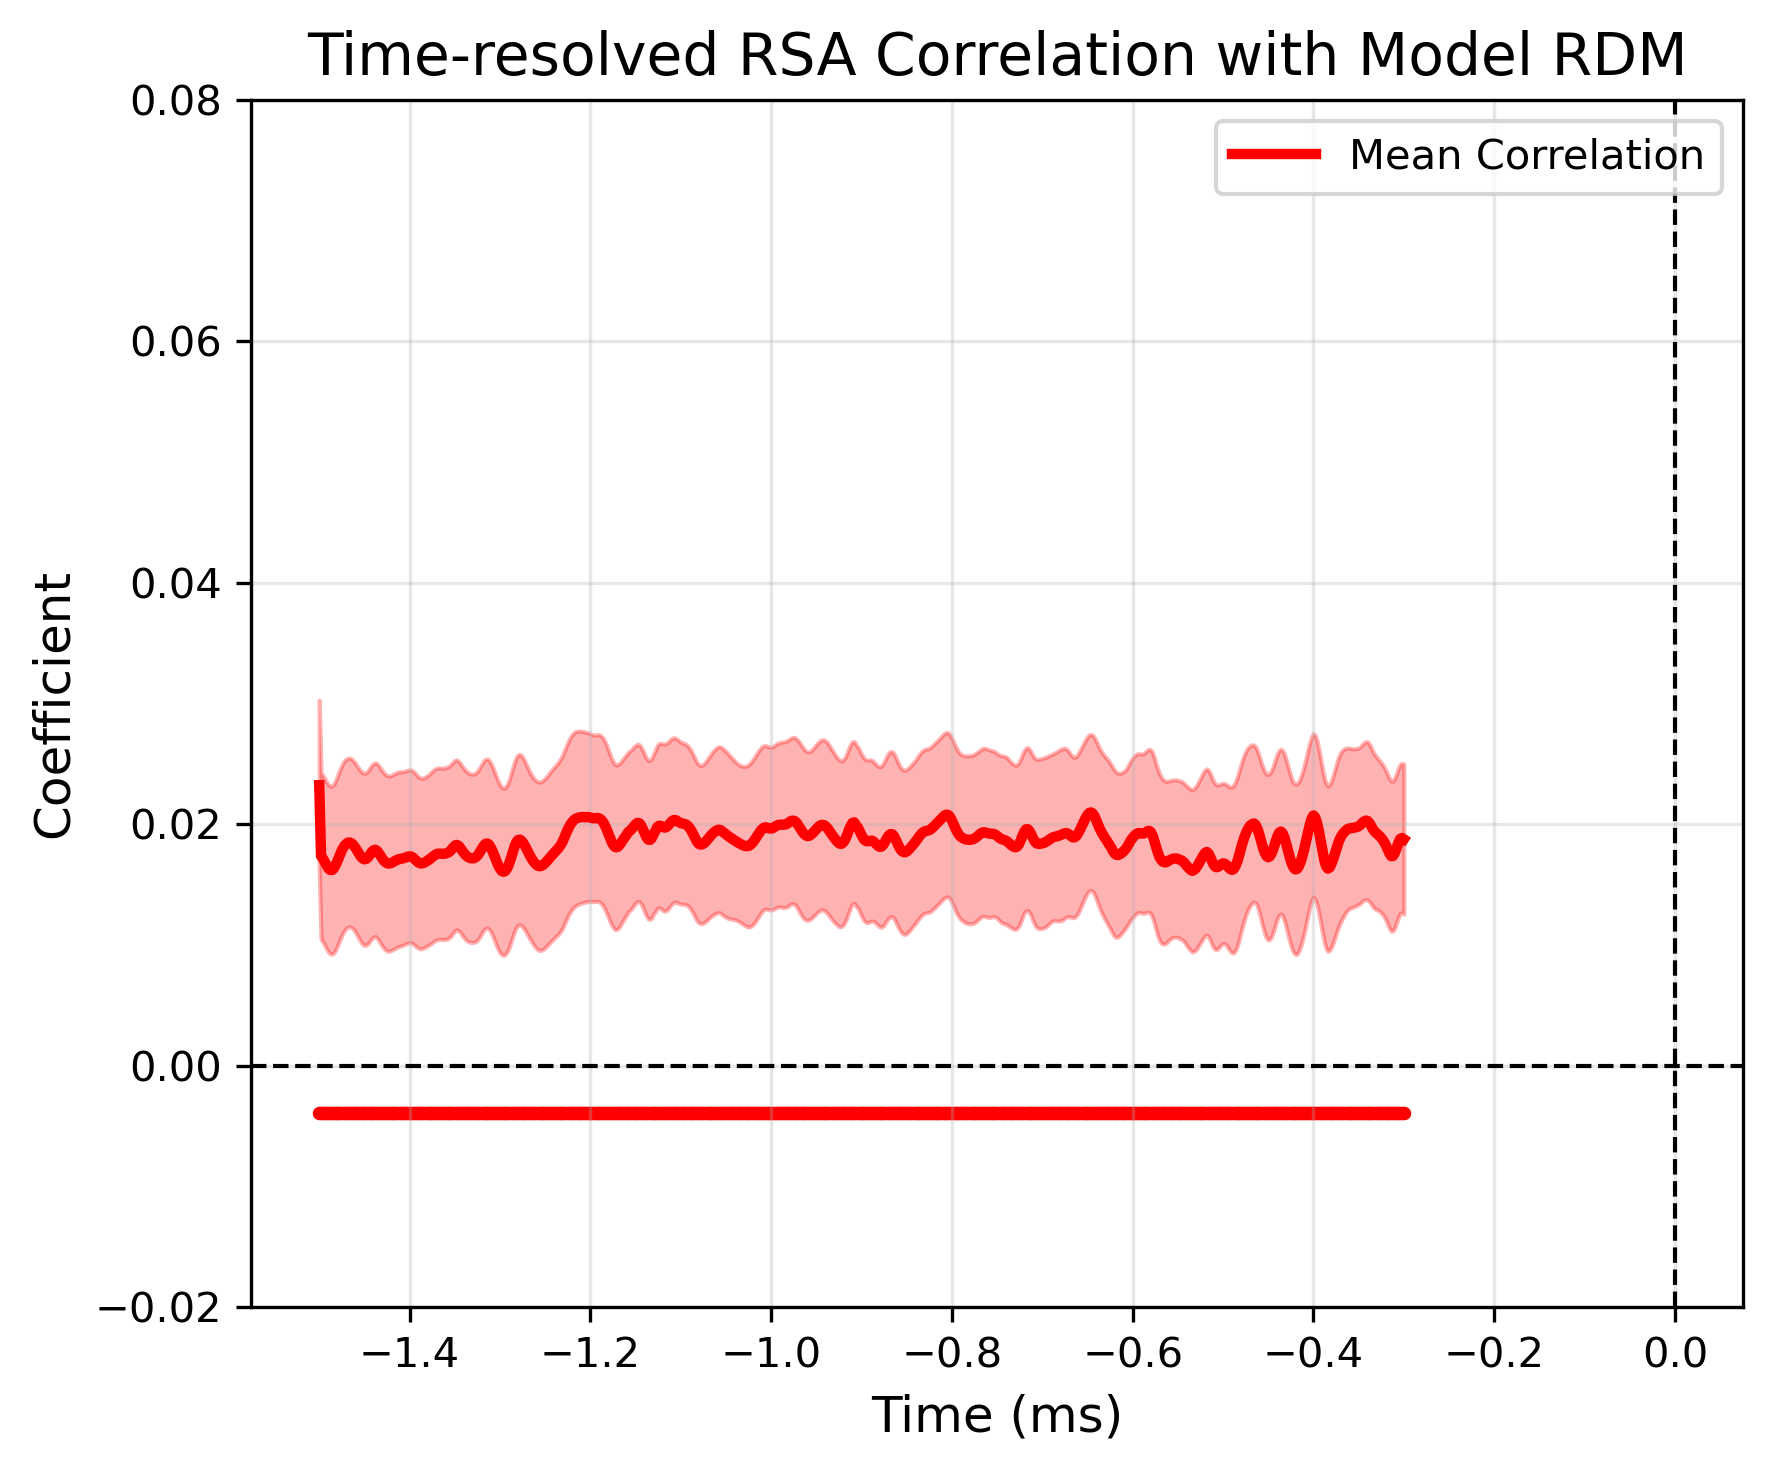 Time-resolved RSA Correlation with Model RDM
Mean Correlation
Coefficient
0.08
0.06
0.04
0.02
0.00
−0.02
−1.4 −1.2 −1.0 −0.8 −0.6 −0.4 −0.2 0.0
Time (ms)